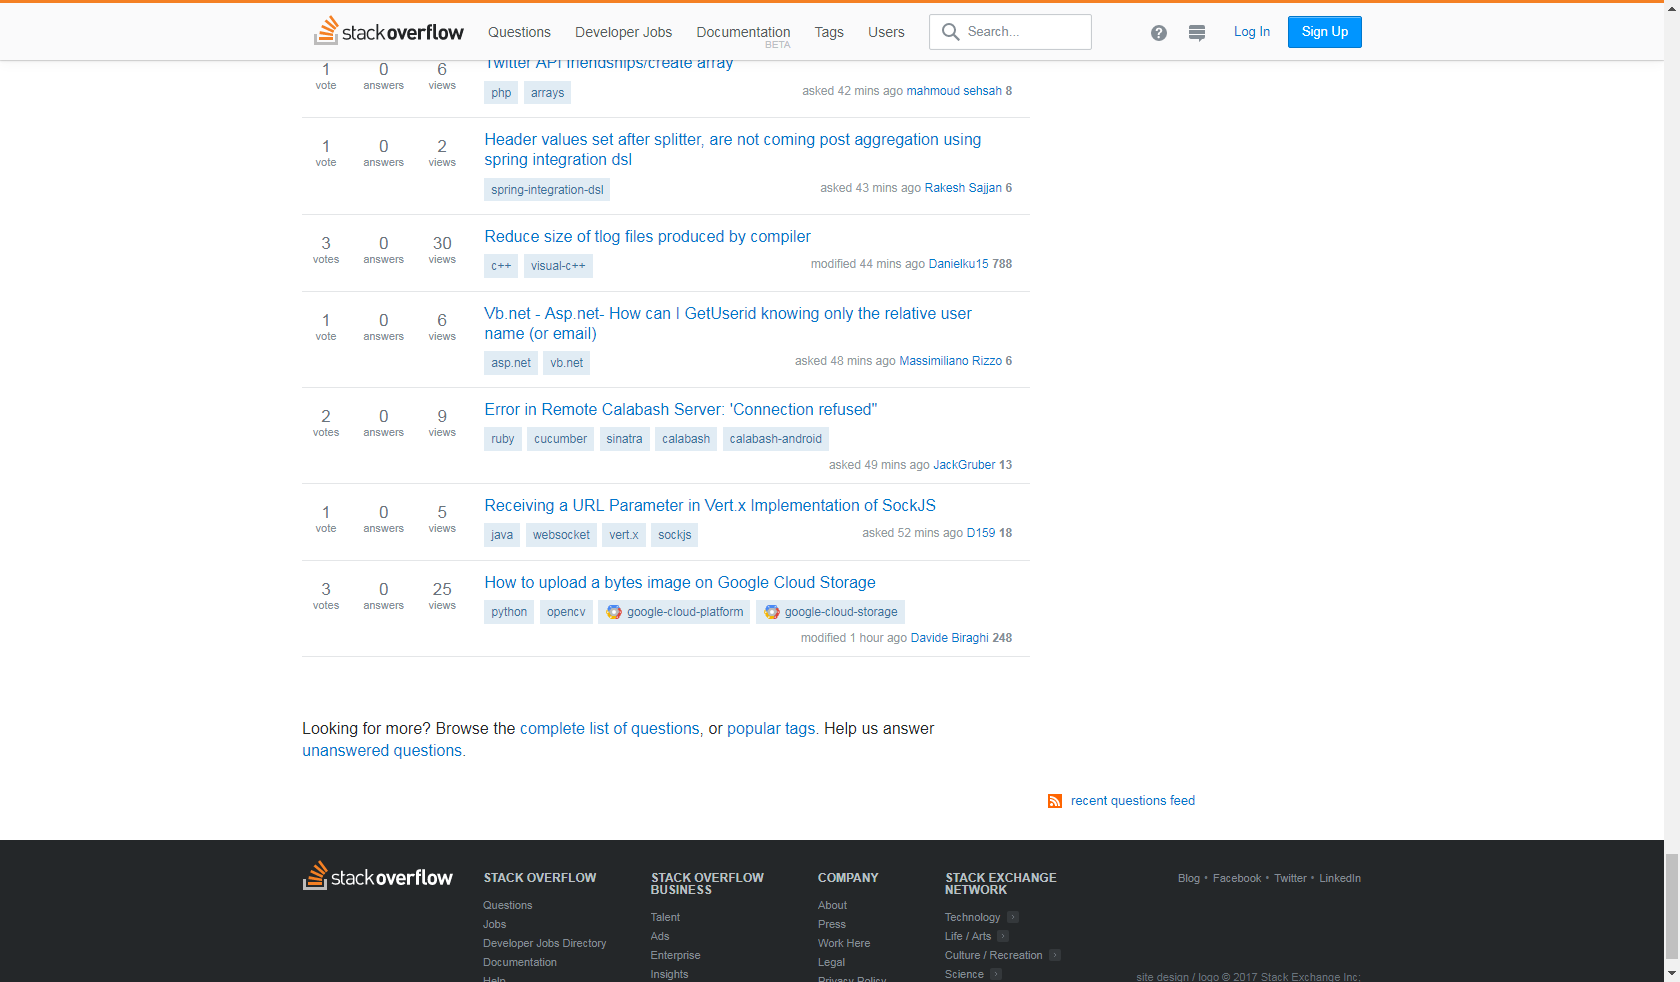 stackoverflow Questions Developer Jobs Documentation BETA Tags Users Search... Log In Sign Up
Twitter API friendships/create array
1 vote 0 answers 6 views
php arrays
asked 42 mins ago mahmoud sehsah 8
Header values set after splitter, are not coming post aggregation using
spring integration dsl
1 vote 0 answers 2 views
spring-integration-dsl
asked 43 mins ago Rakesh Sajjan 6
Reduce size of tlog files produced by compiler
3 votes 0 answers 30 views
c++ visual-c++
modified 44 mins ago Danielku15 788
Vb.net - Asp.net- How can I GetUserid knowing only the relative user
name (or email)
1 vote 0 answers 6 views
asp.net vb.net
asked 48 mins ago Massimiliano Rizzo 6
Error in Remote Calabash Server: 'Connection refused"
2 votes 0 answers 9 views
ruby cucumber sinatra calabash calabash-android
asked 49 mins ago JackGruber 13
Receiving a URL Parameter in Vert.x Implementation of SockJS
1 vote 0 answers 5 views
java websocket vert.x sockjs
asked 52 mins ago D159 18
How to upload a bytes image on Google Cloud Storage
3 votes 0 answers 25 views
python opencv google-cloud-platform google-cloud-storage
modified 1 hour ago Davide Biraghi 248
Looking for more? Browse the complete list of questions, or popular tags. Help us answer
unanswered questions.
recent questions feed
stackoverflow
STACK OVERFLOW
Questions
Jobs
Developer Jobs Directory
Documentation
Help
STACK OVERFLOW
BUSINESS
Talent
Ads
Enterprise
Insights
COMPANY
About
Press
Work Here
Legal
Privacy Policy
STACK EXCHANGE
NETWORK
Technology
Life / Arts
Culture / Recreation
Science
Blog • Facebook • Twitter • LinkedIn
site design / logo © 2017 Stack Exchange Inc: